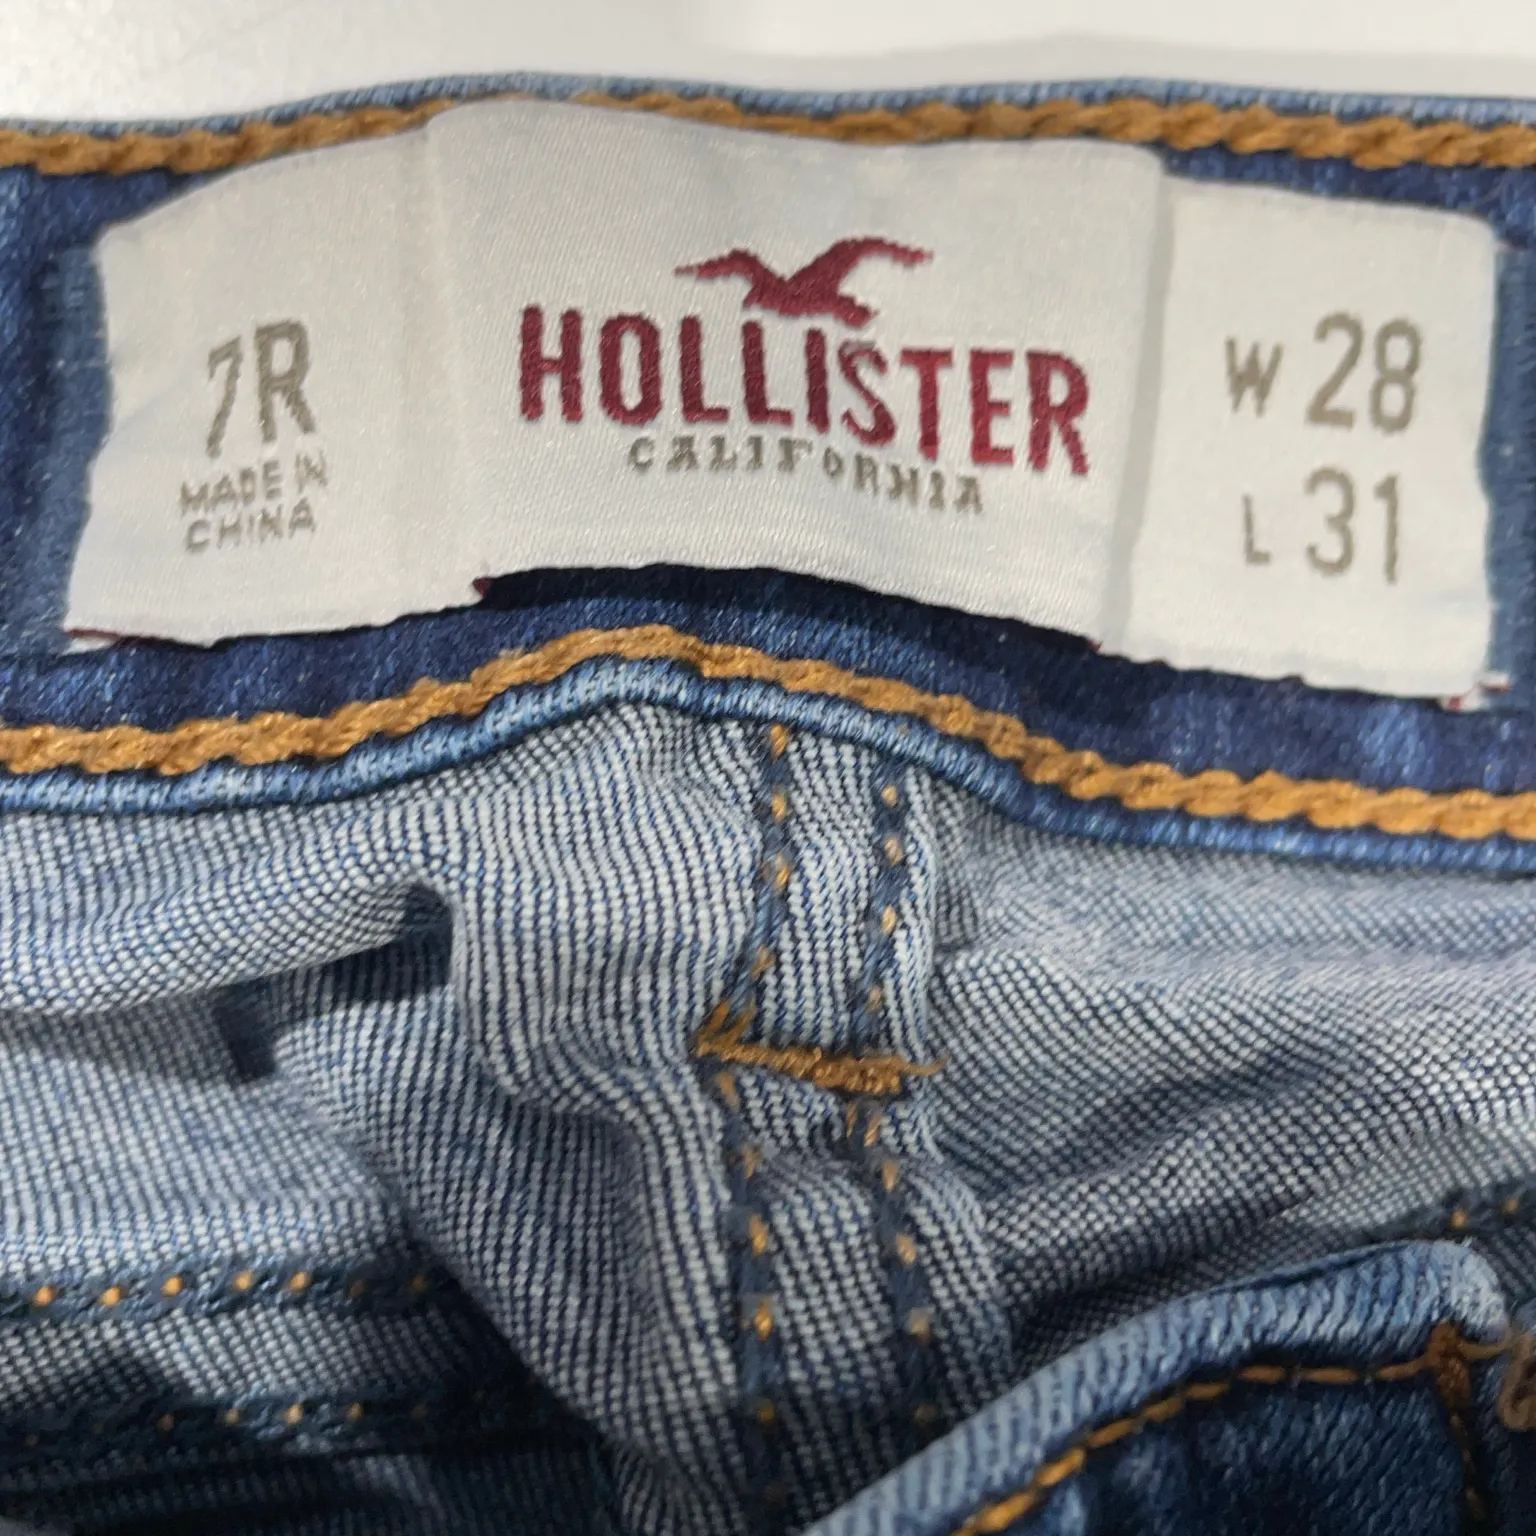 7R
MADE IN
CHINA
HOLLISTER
CALIFORNIA
W 28
L 31